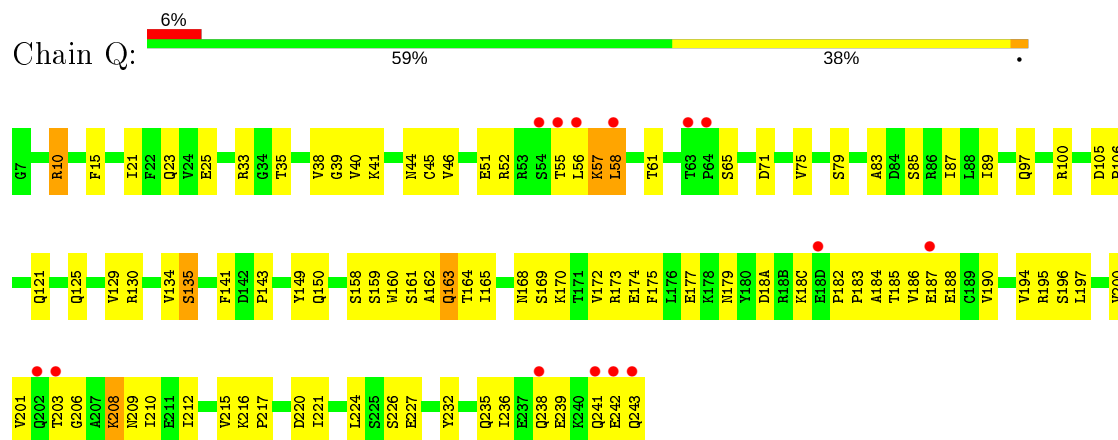 6%
Chain Q:
59% 38% •
G7 R10 F15 I21 F22 Q23 V24 E25 R33 G34 T35 V38 G39 V40 K41 N44 C45 V46 E51 R52 R53 S54 T55 L56 K57 L58 T61 T63 P64 S65 D71 V75 S79 A83 D84 S85 R86 I87 L88 I89 Q97 R100 D105
Q121 Q125 V129 R130 V134 S135 F141 D142 P143 Y149 Q150 S158 S159 W160 S161 A162 Q163 T164 I165 N168 S169 K170 T171 V172 R173 E174 F175 L176 E177 K178 N179 Y180 D18A R18B K18C E18D P182 P183 A184 T185 V186 E187 E188 C189 V190 V194 R195 S196 L197
V201 Q202 T203 G206 A207 K208 N209 I210 E211 I212 V215 K216 P217 D220 I221 L224 S225 S226 E227 Y232 Q235 I236 E237 Q238 E239 K240 Q241 E242 Q243